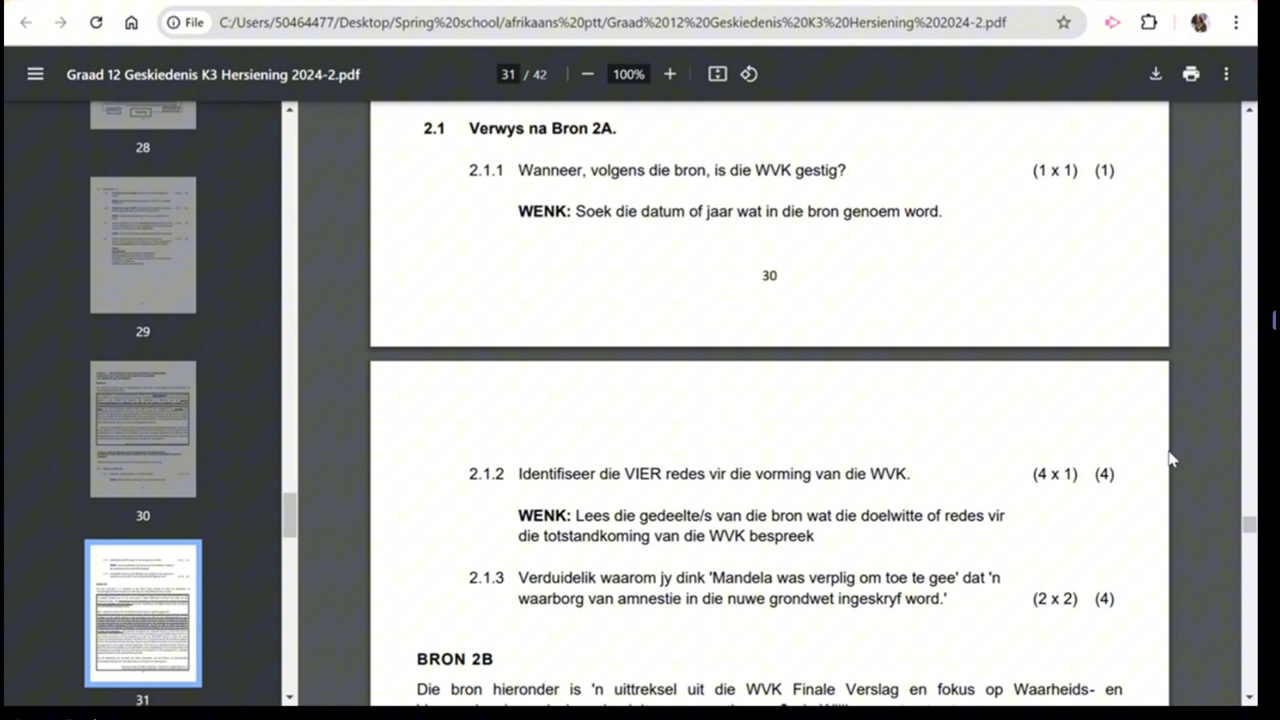 File
C:/Users/50464477/Desktop/Spring%20school/afrikaans%20ptt/Graad%2012%20Geskiedenis%20K3%20Hersiening%202024-2.pdf
Graad 12 Geskiedenis K3 Hersiening 2024-2.pdf
31 / 42
100%
28
29
30
31
2.1 Verwys na Bron 2A.
2.1.1 Wanneer, volgens die bron, is die WVK gestig? (1 x 1) (1)
WENK: Soek die datum of jaar wat in die bron genoem word.
30
2.1.2 Identifiseer die VIER redes vir die vorming van die WVK. (4 x 1) (4)
WENK: Lees die gedeelte/s van die bron wat die doelwitte of redes vir
die totstandkoming van die WVK bespreek
2.1.3 Verduidelik waarom jy dink 'Mandela was verplig om toe te gee' dat 'n
waarborg van amnestie in die nuwe grondwet ingeskryf word.' (2 x 2) (4)
BRON 2B
Die bron hieronder is 'n uittreksel uit die WVK Finale Verslag en fokus op Waarheids- en